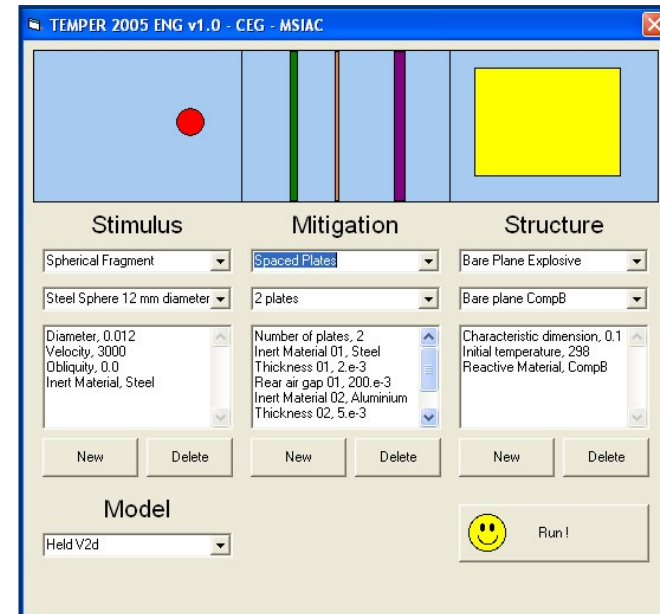 TEMPER 2005 ENG v1.0 - CEG - MSIAC
Stimulus
Mitigation
Structure
Spherical Fragment
Spaced Plates
Bare Plane Explosive
Steel Sphere 12 mm diameter
2 plates
Bare plane CompB
Diameter, 0.012
Velocity, 3000
Obliquity, 0.0
Inert Material, Steel
Number of plates, 2
Inert Material 01, Steel
Thickness 01, 2.e-3
Rear air gap 01, 200.e-3
Inert Material 02, Aluminium
Thickness 02, 5.e-3
Characteristic dimension, 0.1
Initial temperature, 298
Reactive Material, CompB
New
Delete
New
Delete
New
Delete
Model
Held V2d
Run !